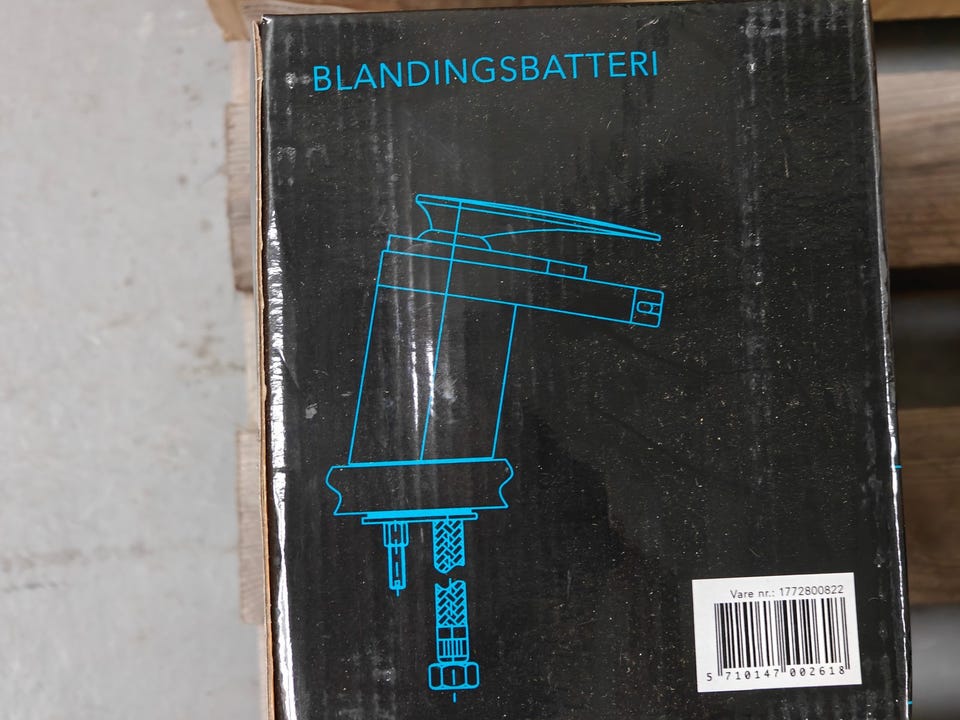 BLANDINGSBATTERI
Vare nr.: 1772800822
5 710147 002618